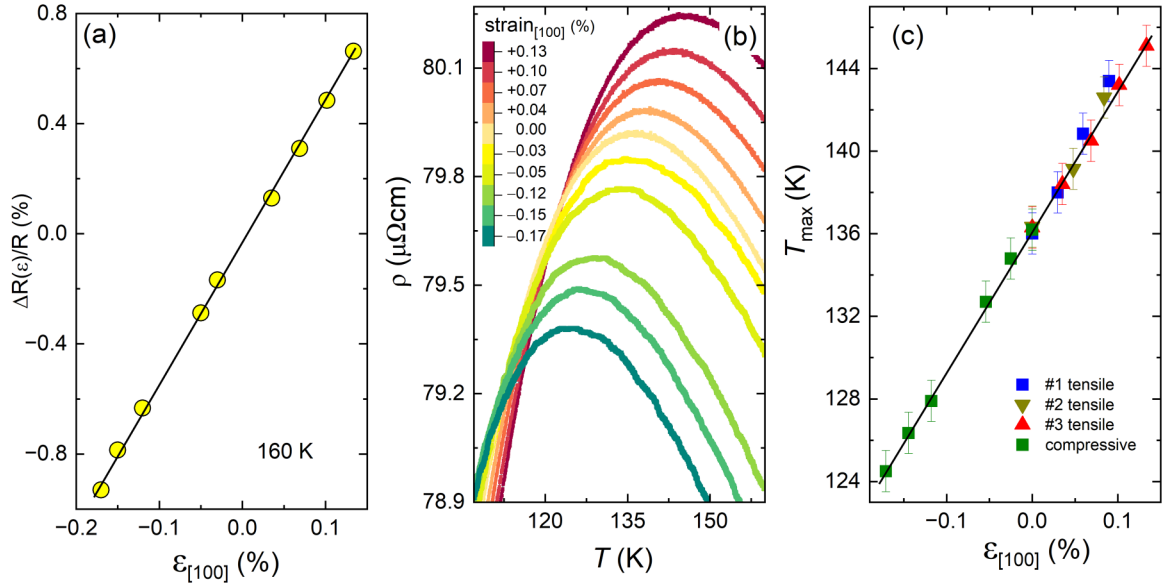 (a)
0.8
0.4
0.0
−0.4
−0.8
ΔR(ε)/R (%)
160 K
−0.2
−0.1
0.0
0.1
ε[100] (%)
(b)
strain[100] (%)
+0.13
+0.10
+0.07
+0.04
0.00
−0.03
−0.05
−0.12
−0.15
−0.17
80.1
79.8
79.5
79.2
78.9
ρ (μΩcm)
120
135
150
T (K)
(c)
144
140
136
132
128
124
Tmax (K)
#1 tensile
#2 tensile
#3 tensile
compressive
−0.1
0.0
0.1
ε[100] (%)